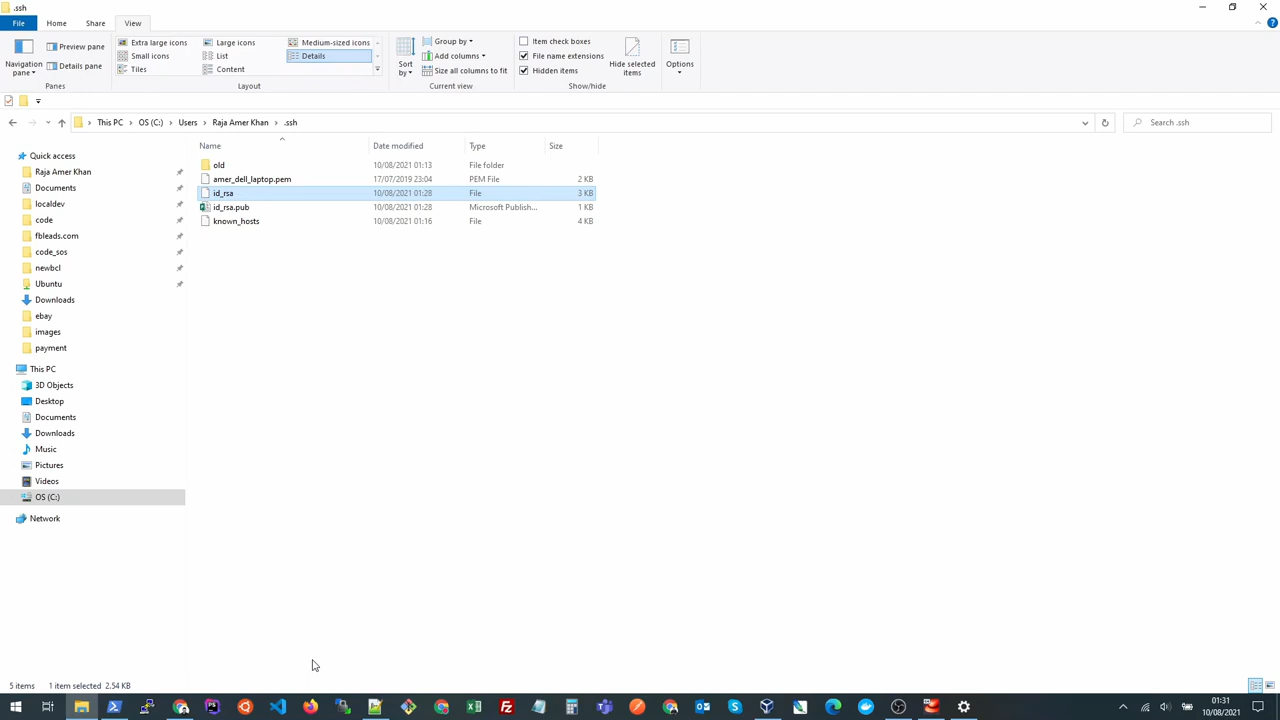 .ssh
File Home Share View
Navigation pane
Preview pane
Details pane
Panes
Extra large icons Large icons Medium-sized icons
Small icons List Details
Tiles Content
Layout
Sort by
Group by
Add columns
Size all columns to fit
Current view
Item check boxes
File name extensions
Hidden items
Hide selected items
Show/hide
Options
This PC OS (C:) Users Raja Amer Khan .ssh
Search .ssh
Name Date modified Type Size
old 10/08/2021 01:13 File folder
amer_dell_laptop.pem 17/07/2019 23:04 PEM File 2 KB
id_rsa 10/08/2021 01:28 File 3 KB
id_rsa.pub 10/08/2021 01:28 Microsoft Publish... 1 KB
known_hosts 10/08/2021 01:16 File 4 KB
Quick access
Raja Amer Khan
Documents
localdev
code
fbleads.com
code_sos
newbcl
Ubuntu
Downloads
ebay
images
payment
This PC
3D Objects
Desktop
Documents
Downloads
Music
Pictures
Videos
OS (C:)
Network
5 items 1 item selected 2.54 KB
01:31
10/08/2021